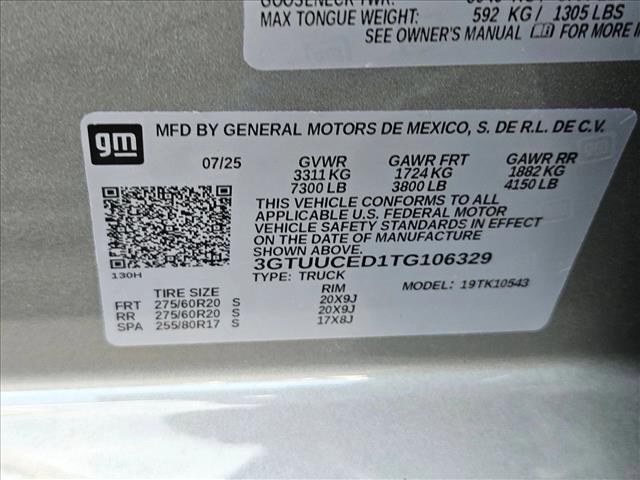 MAX TONGUE WEIGHT: 592 KG / 1305 LBS
SEE OWNER'S MANUAL FOR MORE
gm
MFD BY GENERAL MOTORS DE MEXICO, S. DE R.L. DE C.V.
07/25 GVWR GAWR FRT GAWR RR
3311 KG 1724 KG 1882 KG
7300 LB 3800 LB 4150 LB
THIS VEHICLE CONFORMS TO ALL
APPLICABLE U.S. FEDERAL MOTOR
VEHICLE SAFETY STANDARDS IN EFFECT
ON THE DATE OF MANUFACTURE
SHOWN ABOVE.
130H
3GTUUCED1TG106329
TYPE: TRUCK
MODEL: 19TK10543
TIRE SIZE RIM
FRT 275/60R20 S 20X9J
RR 275/60R20 S 20X9J
SPA 255/80R17 S 17X8J